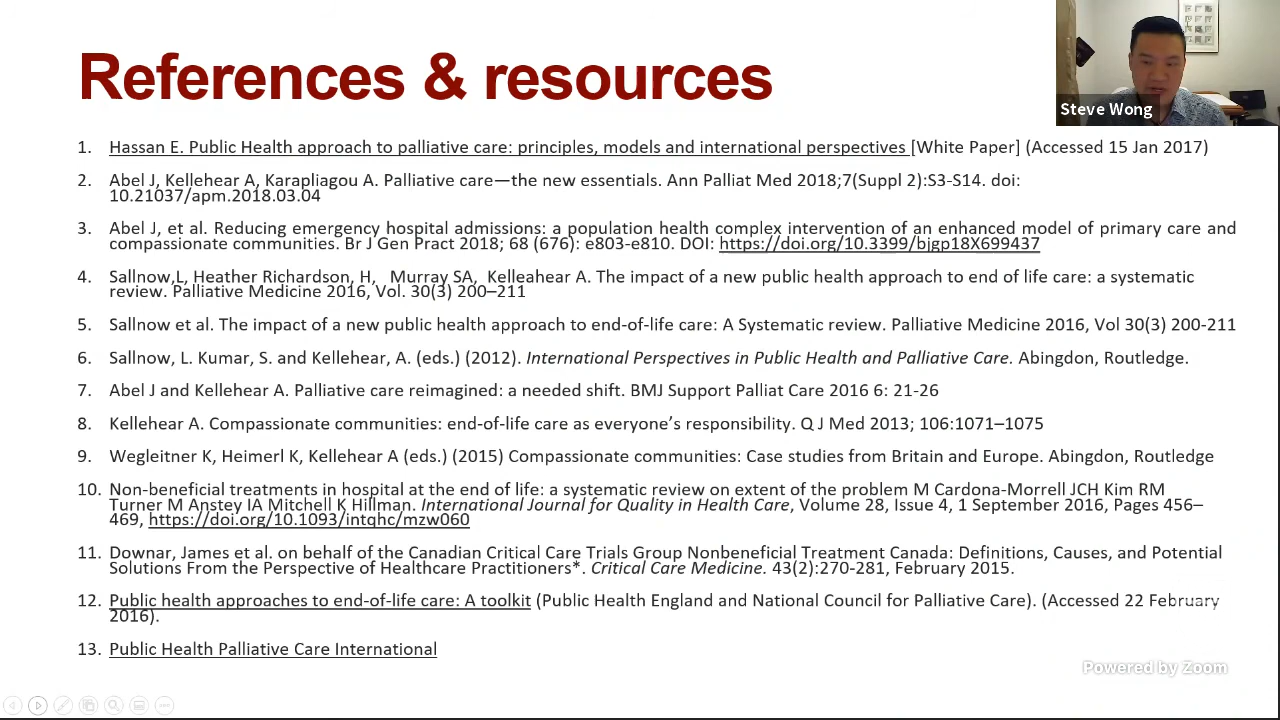 References & resources
Steve Wong
1. Hassan E. Public Health approach to palliative care: principles, models and international perspectives [White Paper] (Accessed 15 Jan 2017)
2. Abel J, Kellehear A, Karapliagou A. Palliative care—the new essentials. Ann Palliat Med 2018;7(Suppl 2):S3-S14. doi:
10.21037/apm.2018.03.04
3. Abel J, et al. Reducing emergency hospital admissions: a population health complex intervention of an enhanced model of primary care and
compassionate communities. Br J Gen Pract 2018; 68 (676): e803-e810. DOI: https://doi.org/10.3399/bjgp18X699437
4. Sallnow,L, Heather Richardson, H, Murray SA, Kelleahear A. The impact of a new public health approach to end of life care: a systematic
review. Palliative Medicine 2016, Vol. 30(3) 200–211
5. Sallnow et al. The impact of a new public health approach to end-of-life care: A Systematic review. Palliative Medicine 2016, Vol 30(3) 200-211
6. Sallnow, L. Kumar, S. and Kellehear, A. (eds.) (2012). International Perspectives in Public Health and Palliative Care. Abingdon, Routledge.
7. Abel J and Kellehear A. Palliative care reimagined: a needed shift. BMJ Support Palliat Care 2016 6: 21-26
8. Kellehear A. Compassionate communities: end-of-life care as everyone’s responsibility. Q J Med 2013; 106:1071–1075
9. Wegleitner K, Heimerl K, Kellehear A (eds.) (2015) Compassionate communities: Case studies from Britain and Europe. Abingdon, Routledge
10. Non-beneficial treatments in hospital at the end of life: a systematic review on extent of the problem M Cardona-Morrell JCH Kim RM
Turner M Anstey IA Mitchell K Hillman. International Journal for Quality in Health Care, Volume 28, Issue 4, 1 September 2016, Pages 456–
469, https://doi.org/10.1093/intqhc/mzw060
11. Downar, James et al. on behalf of the Canadian Critical Care Trials Group Nonbeneficial Treatment Canada: Definitions, Causes, and Potential
Solutions From the Perspective of Healthcare Practitioners*. Critical Care Medicine. 43(2):270-281, February 2015.
12. Public health approaches to end-of-life care: A toolkit (Public Health England and National Council for Palliative Care). (Accessed 22 February
2016).
13. Public Health Palliative Care International
Powered by Zoom